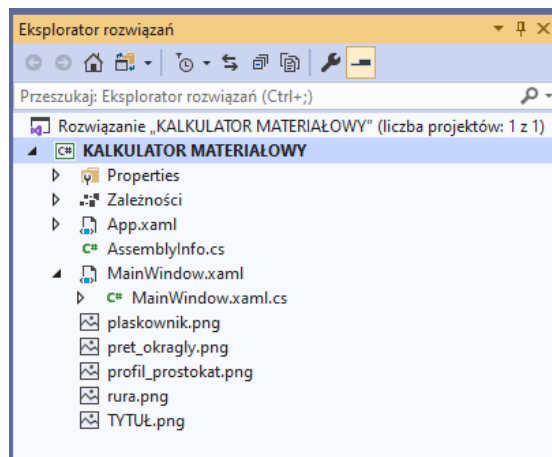 Eksplorator rozwiązań
Przeszukaj: Eksplorator rozwiązań (Ctrl+;)
Rozwiązanie „KALKULATOR MATERIAŁOWY” (liczba projektów: 1 z 1)
C# KALKULATOR MATERIAŁOWY
Properties
Zależności
App.xaml
C# AssemblyInfo.cs
MainWindow.xaml
C# MainWindow.xaml.cs
plaskownik.png
pret_okragly.png
profil_prostokat.png
rura.png
TYTUŁ.png